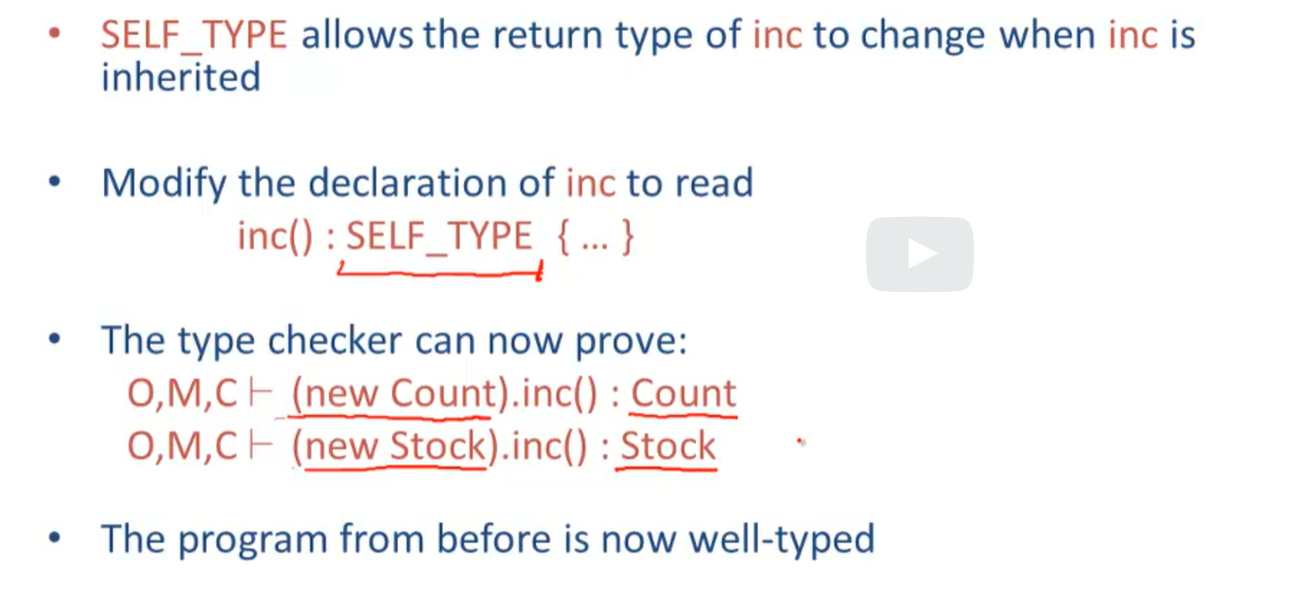 • SELF_TYPE allows the return type of inc to change when inc is
inherited
• Modify the declaration of inc to read
inc() : SELF_TYPE { ... }
• The type checker can now prove:
O,M,C ⊢ (new Count).inc() : Count
O,M,C ⊢ (new Stock).inc() : Stock
• The program from before is now well-typed